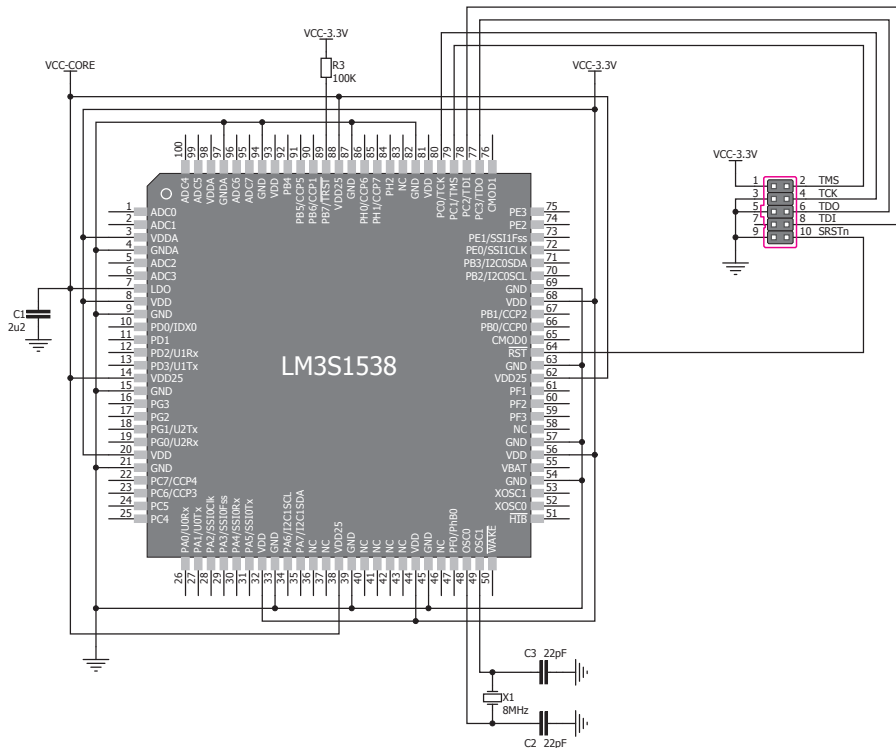 VCC-3.3V
VCC-CORE
R3
100K
VCC-3.3V
100
99
98
97
96
95
94
93
92
91
90
89
88
87
86
85
84
83
82
81
80
79
78
77
76
ADC4
ADC5
VDDA
GNDA
ADC6
ADC7
GND
VDD
PB4
PB5/CCP5
PB6/CCP1
PB7/TRST
VDD25
GND
PH0/CCP6
PH1/CCP7
PH2
NC
GND
VDD
PC0/TCK
PC1/TMS
PC2/TDI
PC3/TDO
CMOD1
VCC-3.3V
1 2 TMS
3 4 TCK
5 6 TDO
7 8 TDI
9 10 SRSTn
1 ADC0
2 ADC1
3 VDDA
4 GNDA
5 ADC2
6 ADC3
7 LDO
8 VDD
9 GND
10 PD0/IDX0
11 PD1
12 PD2/U1Rx
13 PD3/U1Tx
14 VDD25
15 GND
16 PG3
17 PG2
18 PG1/U2Tx
19 PG0/U2Rx
20 VDD
21 GND
22 PC7/CCP4
23 PC6/CCP3
24 PC5
25 PC4
C1
2u2
LM3S1538
PE3 75
PE2 74
PE1/SSI1Fss 73
PE0/SSI1CLK 72
PB3/I2C0SDA 71
PB2/I2C0SCL 70
GND 69
VDD 68
PB1/CCP2 67
PB0/CCP0 66
CMOD0 65
RST 64
GND 63
VDD25 62
PF1 61
PF2 60
PF3 59
NC 58
GND 57
VDD 56
VBAT 55
GND 54
XOSC1 53
XOSC0 52
HIB 51
PA0/U0Rx
PA1/U0Tx
PA2/SSI0Clk
PA3/SSI0Fss
PA4/SSI0Rx
PA5/SSI0Tx
VDD
GND
PA6/I2C1SCL
PA7/I2C1SDA
NC
NC
VDD25
GND
NC
NC
NC
NC
VDD
GND
NC
PF0/PhB0
OSC0
OSC1
WAKE
26
27
28
29
30
31
32
33
34
35
36
37
38
39
40
41
42
43
44
45
46
47
48
49
50
C3 22pF
X1
8MHz
C2 22pF